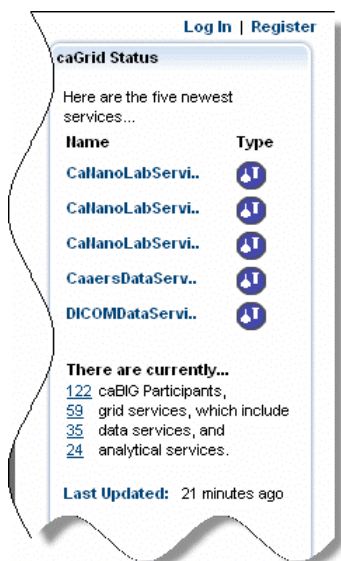 Log In | Register
caGrid Status
Here are the five newest
services...
Name Type
CaNanoLabServi..
CaNanoLabServi..
CaNanoLabServi..
CaaersDataServ..
DICOMDataServi..
There are currently...
122 caBIG Participants,
59 grid services, which include
35 data services, and
24 analytical services.
Last Updated: 21 minutes ago